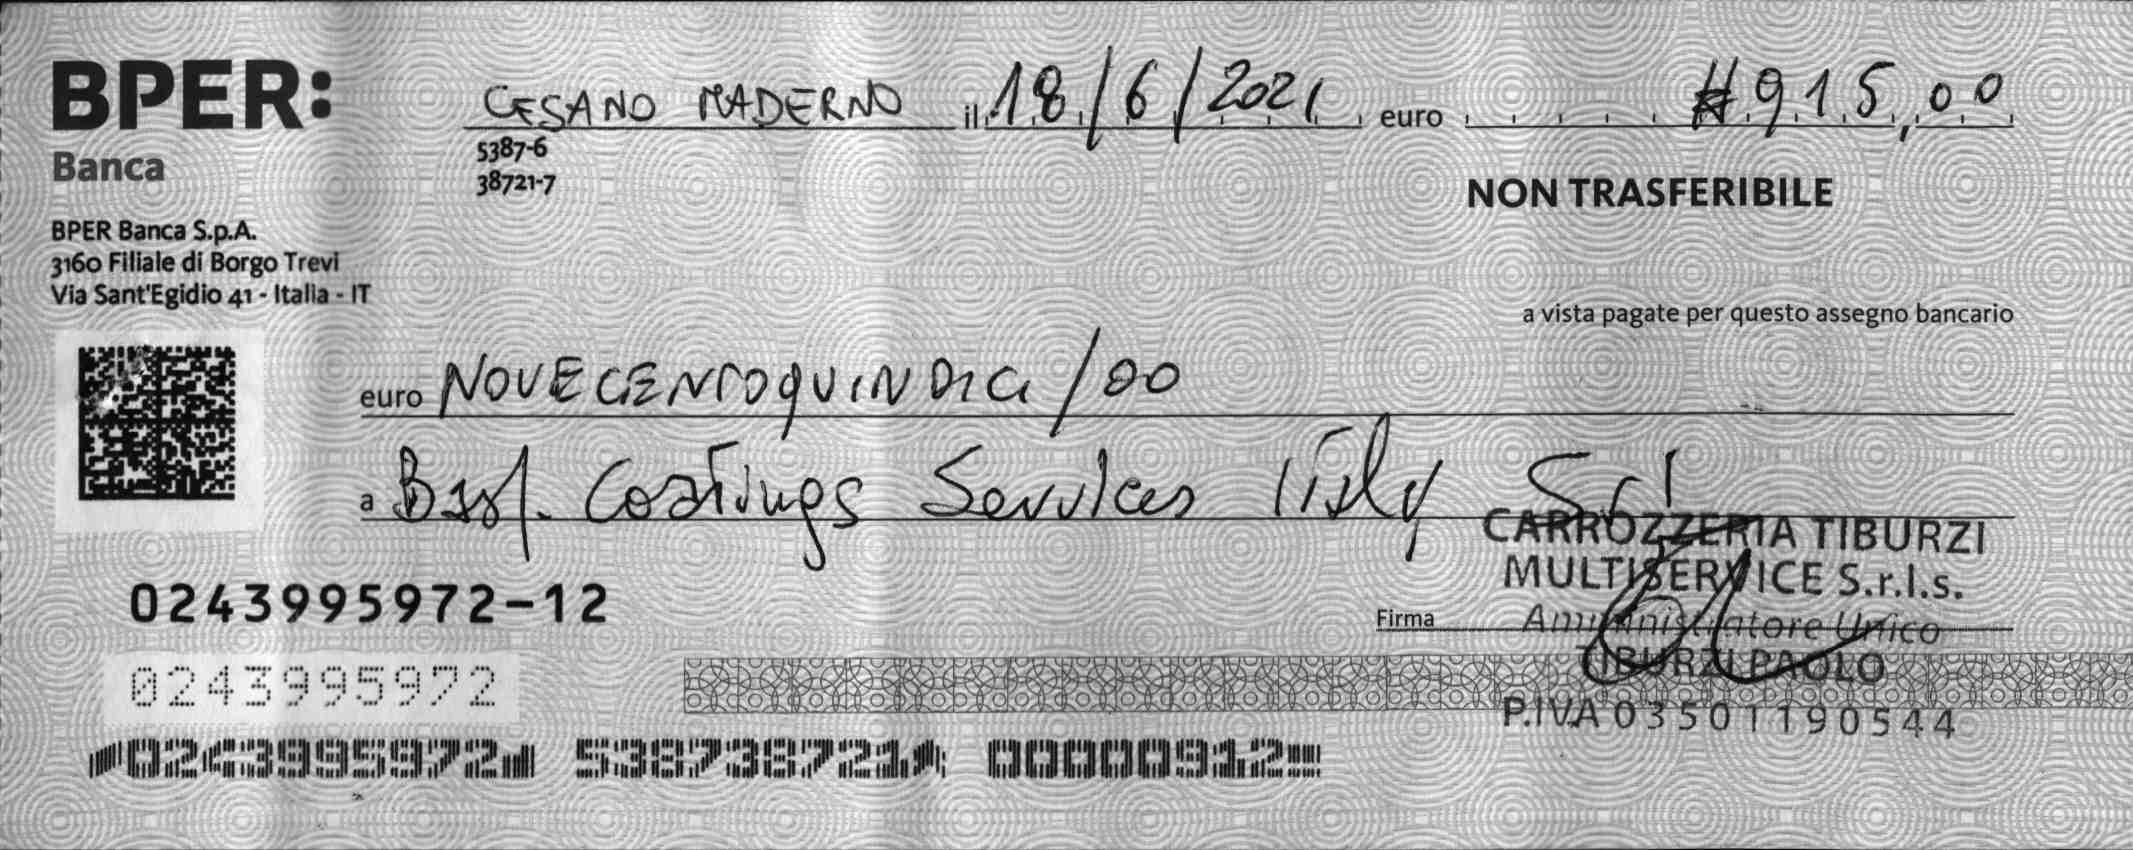 BPER:
Banca
CESANO MADERNO il 18/6/2021 euro #915,00
5387-6
38721-7
NON TRASFERIBILE
BPER Banca S.p.A.
3160 Filiale di Borgo Trevi
Via Sant'Egidio 41 - Italia - IT
a vista pagate per questo assegno bancario
euro NOVECENTOQUINDICI/00
a Basf. Coatings Services Italy Srl
CARROZZERIA TIBURZI
MULTISERVICE S.r.l.s.
0243995972-12
Firma Amministratore Unico
TIBURZI PAOLO
0243995972
P.IVA 03501190544
0243995972 538738721 00000912